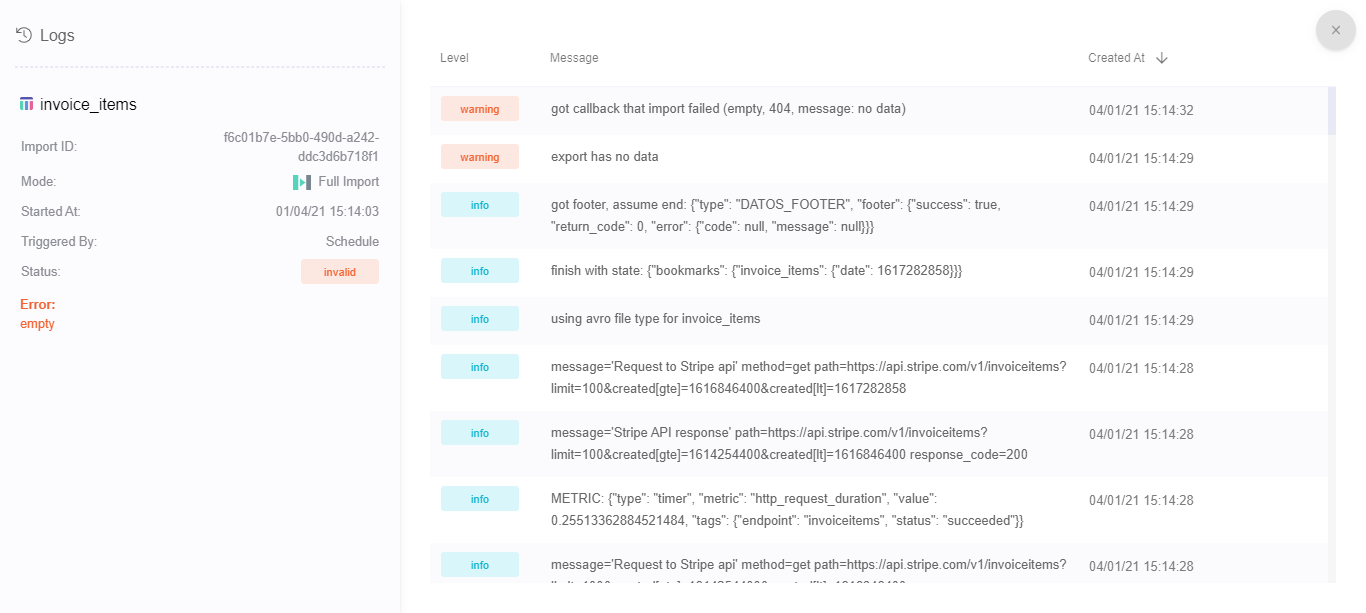 Logs
invoice_items
Import ID:
f6c01b7e-5bb0-490d-a242-
ddc3d6b718f1
Mode:
Full Import
Started At:
01/04/21 15:14:03
Triggered By:
Schedule
Status:
invalid
Error:
empty
Level
Message
Created At
warning
got callback that import failed (empty, 404, message: no data)
04/01/21 15:14:32
warning
export has no data
04/01/21 15:14:29
info
got footer, assume end: {"type": "DATOS_FOOTER", "footer": {"success": true,
"return_code": 0, "error": {"code": null, "message": null}}}
04/01/21 15:14:29
info
finish with state: {"bookmarks": {"invoice_items": {"date": 1617282858}}}
04/01/21 15:14:29
info
using avro file type for invoice_items
04/01/21 15:14:29
info
message='Request to Stripe api' method=get path=https://api.stripe.com/v1/invoiceitems?
limit=100&created[gte]=1616846400&created[lt]=1617282858
04/01/21 15:14:28
info
message='Stripe API response' path=https://api.stripe.com/v1/invoiceitems?
limit=100&created[gte]=1614254400&created[lt]=1616846400 response_code=200
04/01/21 15:14:28
info
METRIC: {"type": "timer", "metric": "http_request_duration", "value":
0.25513362884521484, "tags": {"endpoint": "invoiceitems", "status": "succeeded"}}
04/01/21 15:14:28
info
message='Request to Stripe api' method=get path=https://api.stripe.com/v1/invoiceitems?
04/01/21 15:14:28